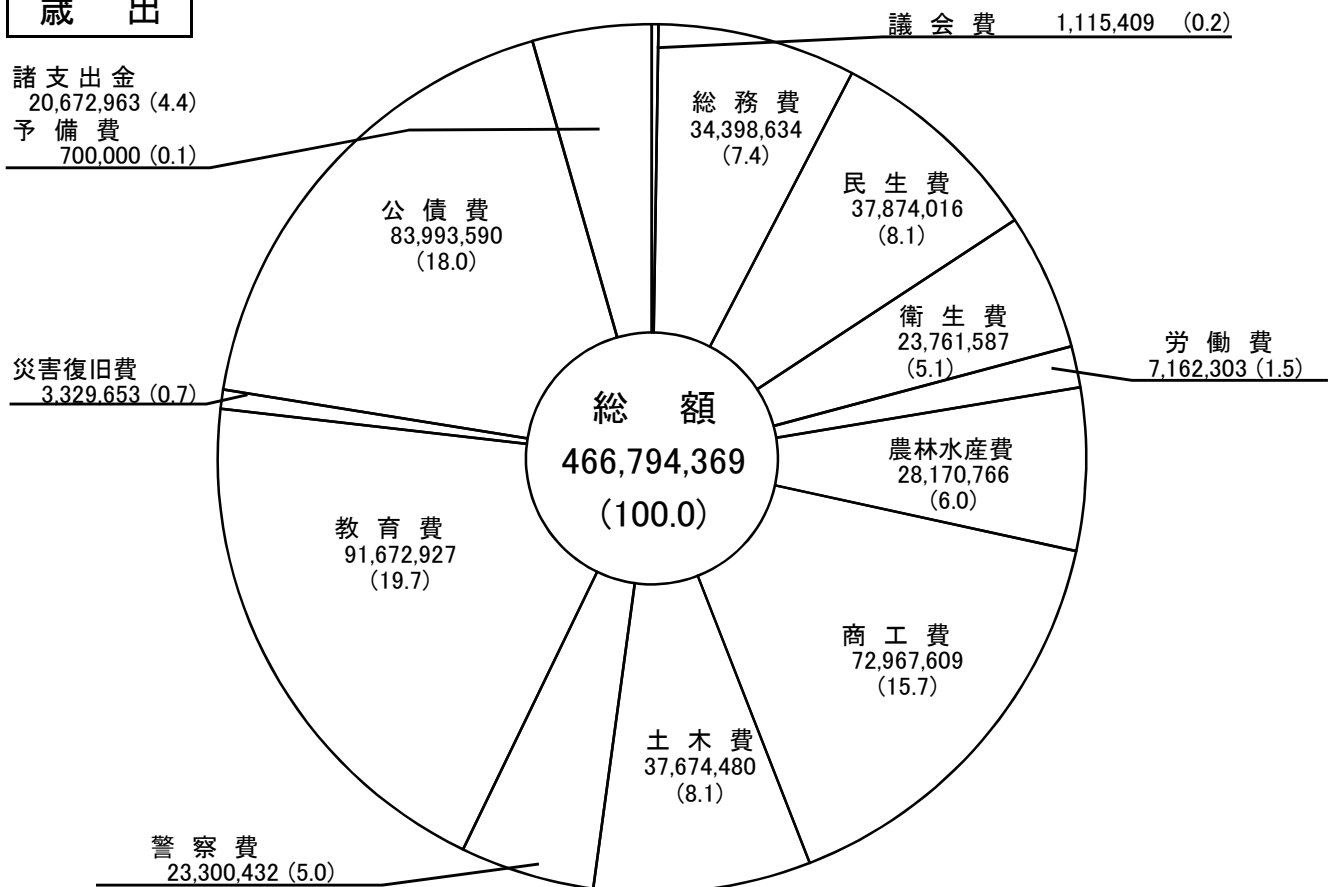 歳　出
議 会 費　1,115,409　(0.2)
諸 支 出 金
20,672,963 (4.4)
予 備 費
700,000 (0.1)
総 務 費
34,398,634
(7.4)
民 生 費
37,874,016
(8.1)
衛 生 費
23,761,587
(5.1)
労 働 費
7,162,303 (1.5)
農林水産費
28,170,766
(6.0)
商 工 費
72,967,609
(15.7)
土 木 費
37,674,480
(8.1)
警 察 費
23,300,432 (5.0)
教 育 費
91,672,927
(19.7)
災害復旧費
3,329,653 (0.7)
公 債 費
83,993,590
(18.0)
総　額
466,794,369
(100.0)